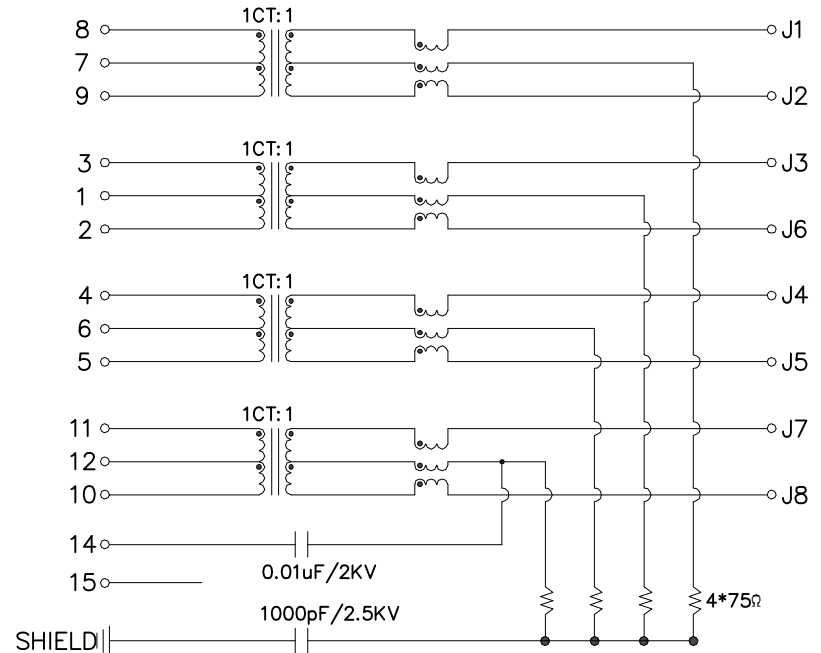 1CT:1
8
J1
7
9
J2
1CT:1
3
J3
1
2
J6
1CT:1
4
J4
6
5
J5
1CT:1
11
J7
12
10
J8
14
0.01uF/2KV
15
4*75Ω
1000pF/2.5KV
SHIELD